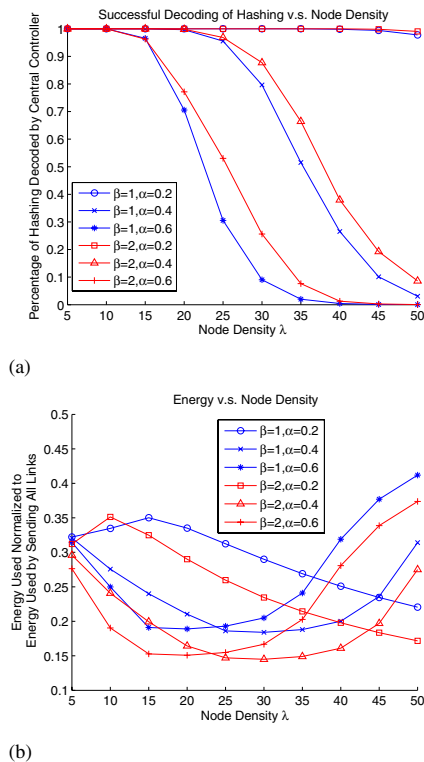 Successful Decoding of Hashing v.s. Node Density
Percentage of Hashing Decoded by Central Controller
1
0.9
0.8
0.7
0.6
0.5
0.4
0.3
0.2
0.1
0
β=1,α=0.2
β=1,α=0.4
β=1,α=0.6
β=2,α=0.2
β=2,α=0.4
β=2,α=0.6
5 10 15 20 25 30 35 40 45 50
Node Density λ
(a)
Energy v.s. Node Density
Energy Used Normalized to
Energy Used by Sending All Links
0.5
0.45
0.4
0.35
0.3
0.25
0.2
0.15
0.1
β=1,α=0.2
β=1,α=0.4
β=1,α=0.6
β=2,α=0.2
β=2,α=0.4
β=2,α=0.6
5 10 15 20 25 30 35 40 45 50
Node Density λ
(b)